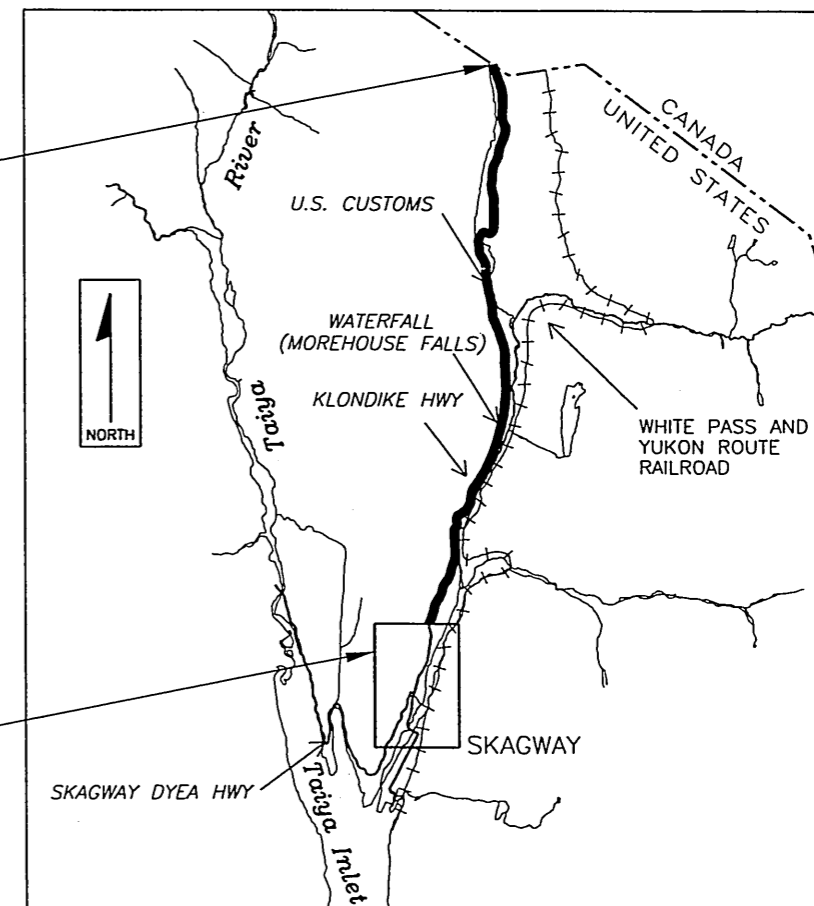 CANADA
UNITED STATES
River
U.S. CUSTOMS
WATERFALL
(MOREHOUSE FALLS)
KLONDIKE HWY
NORTH
Taiya
WHITE PASS AND
YUKON ROUTE
RAILROAD
SKAGWAY
SKAGWAY DYEA HWY
Taiya Inlet